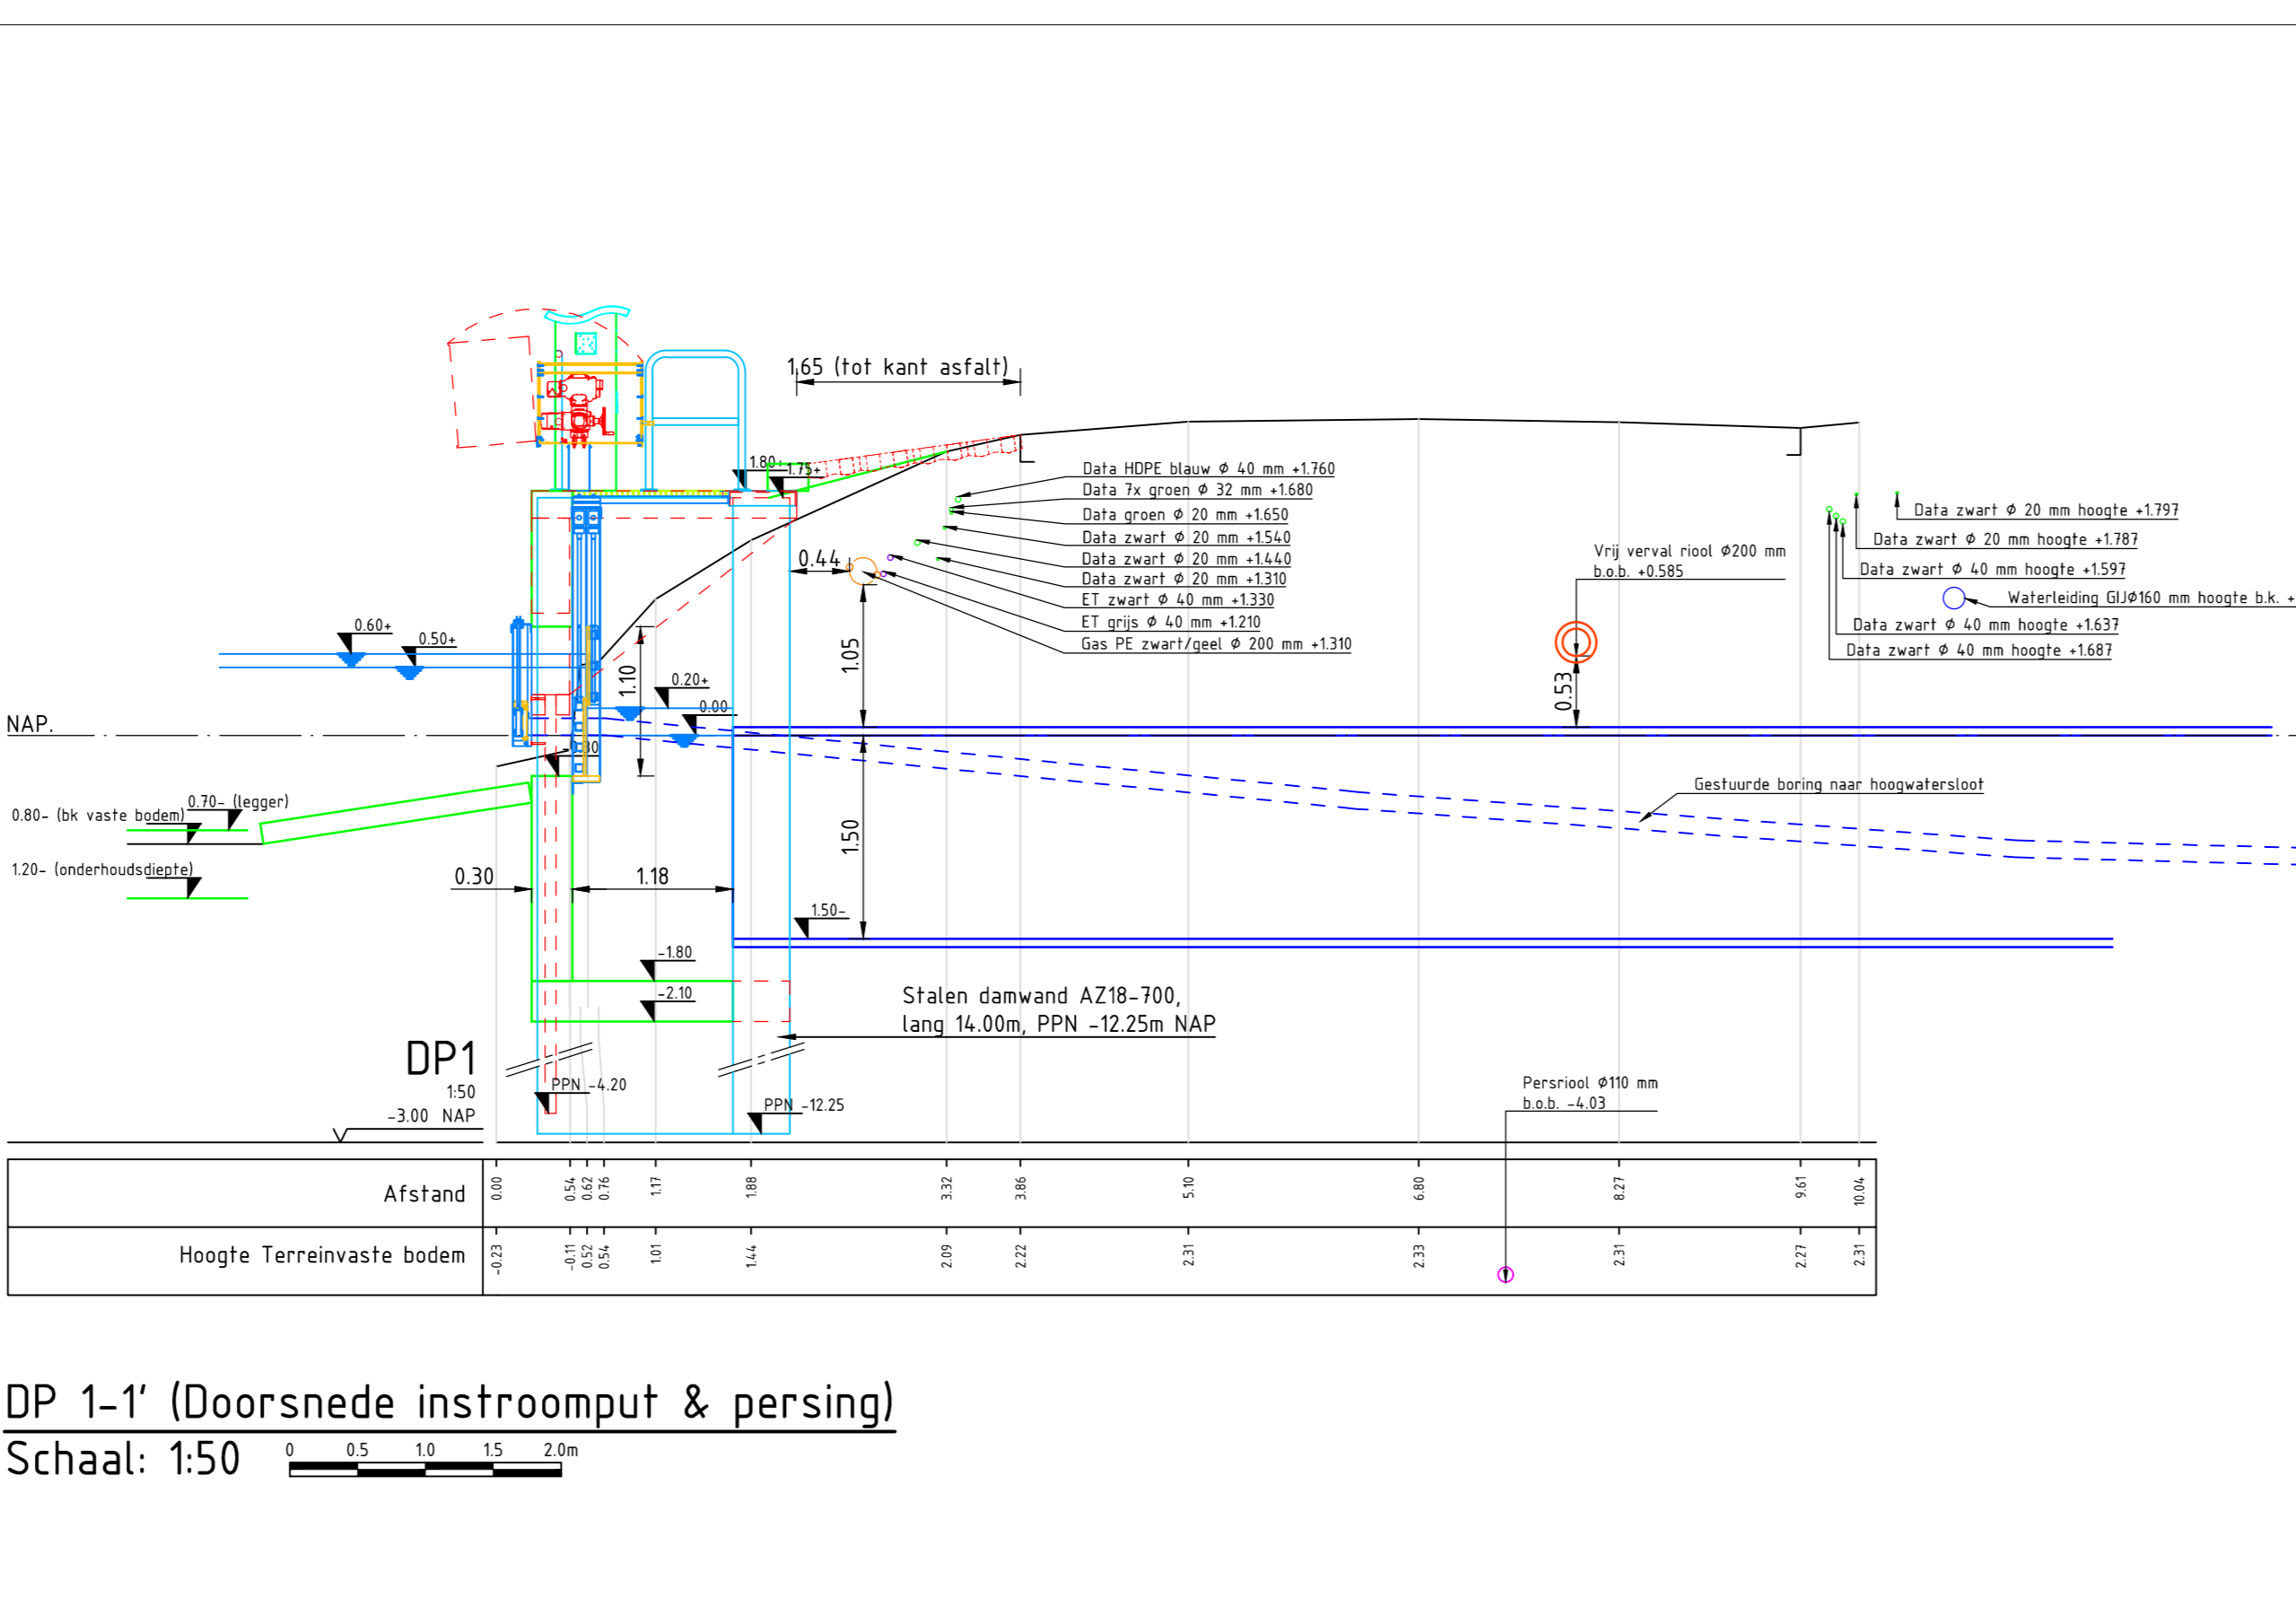 1.65 (tot kant asfalt)
1.80+
1.75+
Data HDPE blauw ϕ 40 mm +1.760
Data 7x groen ϕ 32 mm +1.680
Data groen ϕ 20 mm +1.650
Data zwart ϕ 20 mm +1.540
Data zwart ϕ 20 mm +1.440
Data zwart ϕ 20 mm +1.310
ET zwart ϕ 40 mm +1.330
ET grijs ϕ 40 mm +1.210
Gas PE zwart/geel ϕ 200 mm +1.310
Vrij verval riool ϕ200 mm
b.o.b. +0.585
Data zwart ϕ 20 mm hoogte +1.797
Data zwart ϕ 20 mm hoogte +1.787
Data zwart ϕ 40 mm hoogte +1.597
Waterleiding GIJϕ160 mm hoogte b.k. +
Data zwart ϕ 40 mm hoogte +1.637
Data zwart ϕ 40 mm hoogte +1.687
0.44
1.05
0.53
0.60+
0.50+
1.10
0.20+
0.00
NAP.
0.70- (legger)
0.80- (bk vaste bodem)
1.20- (onderhoudsdiepte)
Gestuurde boring naar hoogwatersloot
1.50
0.30
1.18
1.50-
-1.80
-2.10
Stalen damwand AZ18-700,
lang 14.00m, PPN -12.25m NAP
DP1
1:50
-3.00 NAP
PPN -4.20
PPN -12.25
Persriool ϕ110 mm
b.o.b. -4.03
Afstand 0.00 0.54 0.62 0.76 1.17 1.88 3.32 3.86 5.10 6.80 8.27 9.61 10.04
Hoogte Terreinvaste bodem -0.23 -0.11 0.52 0.54 1.01 1.44 2.09 2.22 2.31 2.33 2.31 2.27 2.31
DP 1-1' (Doorsnede instroomput & persing)
Schaal: 1:50
0 0.5 1.0 1.5 2.0m